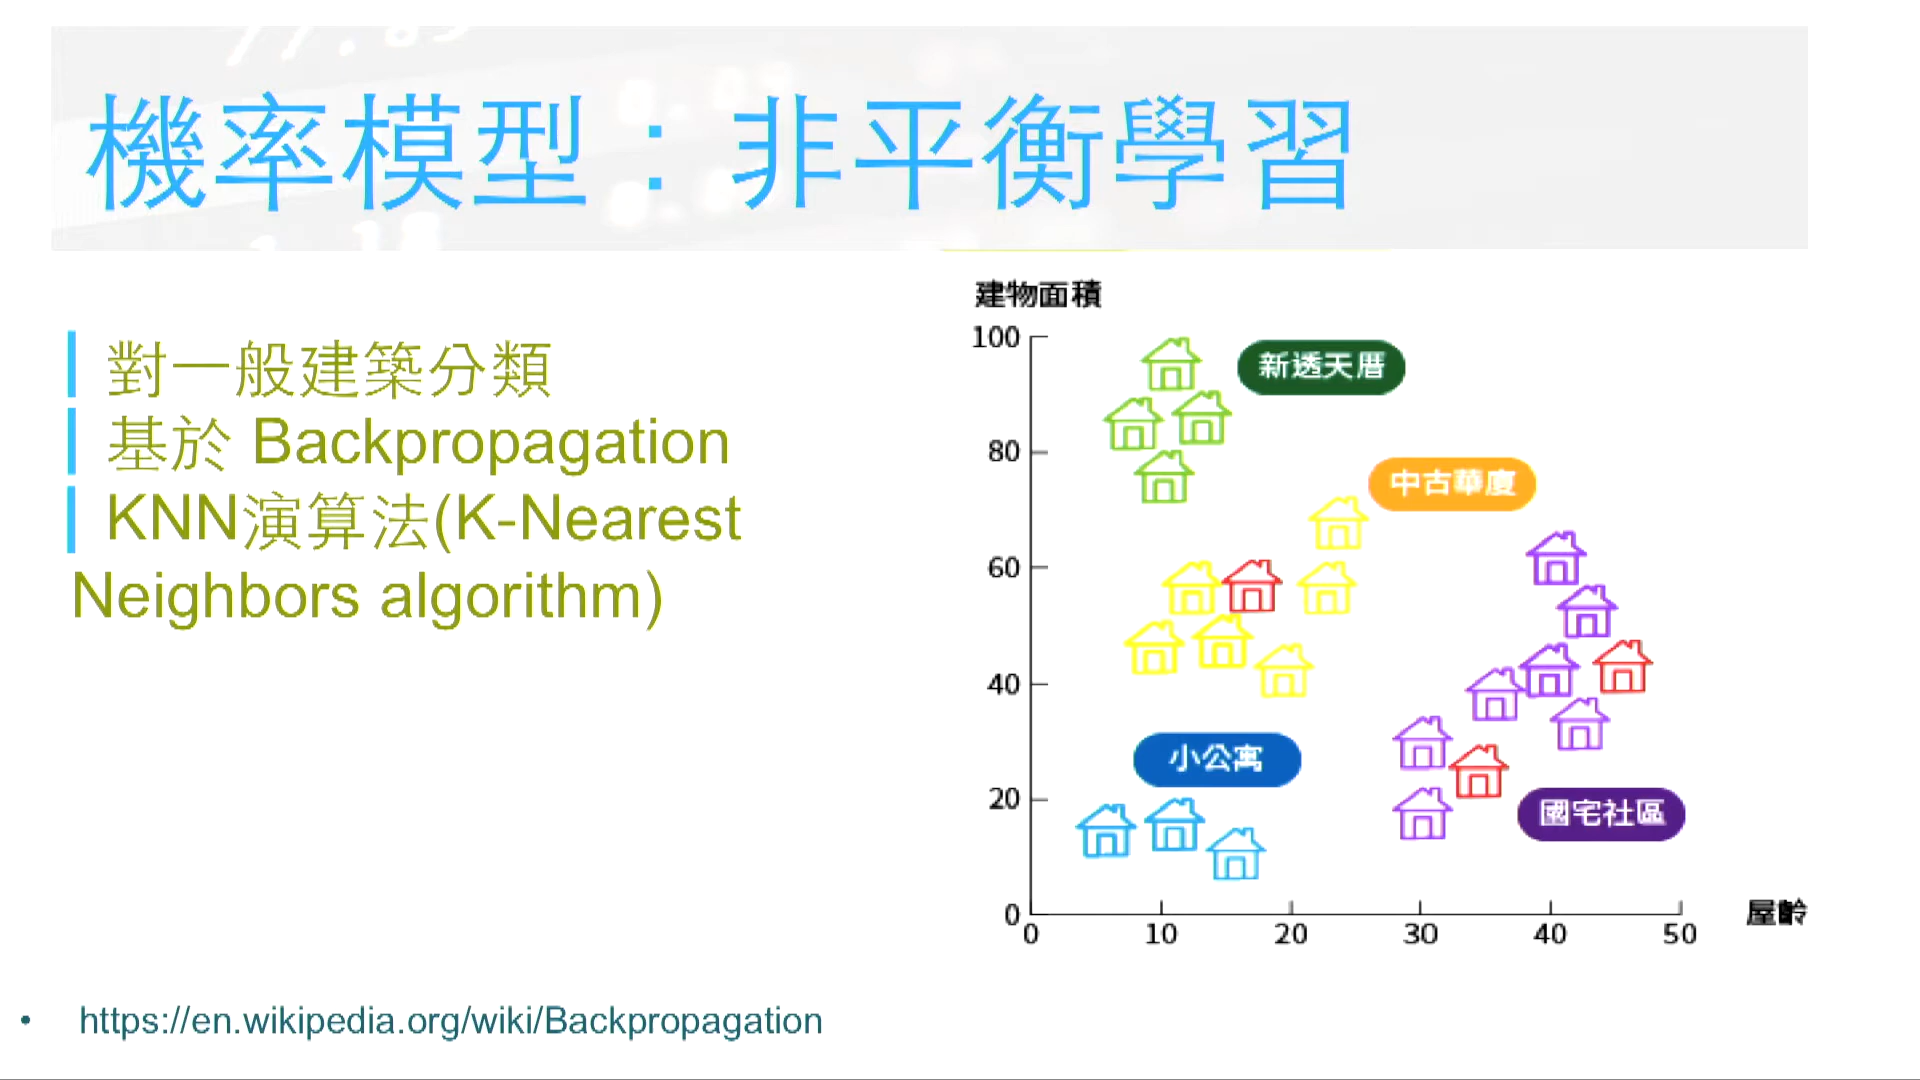 機率模型：非平衡學習
對一般建築分類
基於 Backpropagation
KNN演算法(K-Nearest
Neighbors algorithm)
建物面積
100
80
60
40
20
0
新透天厝
中古華廈
小公寓
國宅社區
0 10 20 30 40 50
屋齡
• https://en.wikipedia.org/wiki/Backpropagation